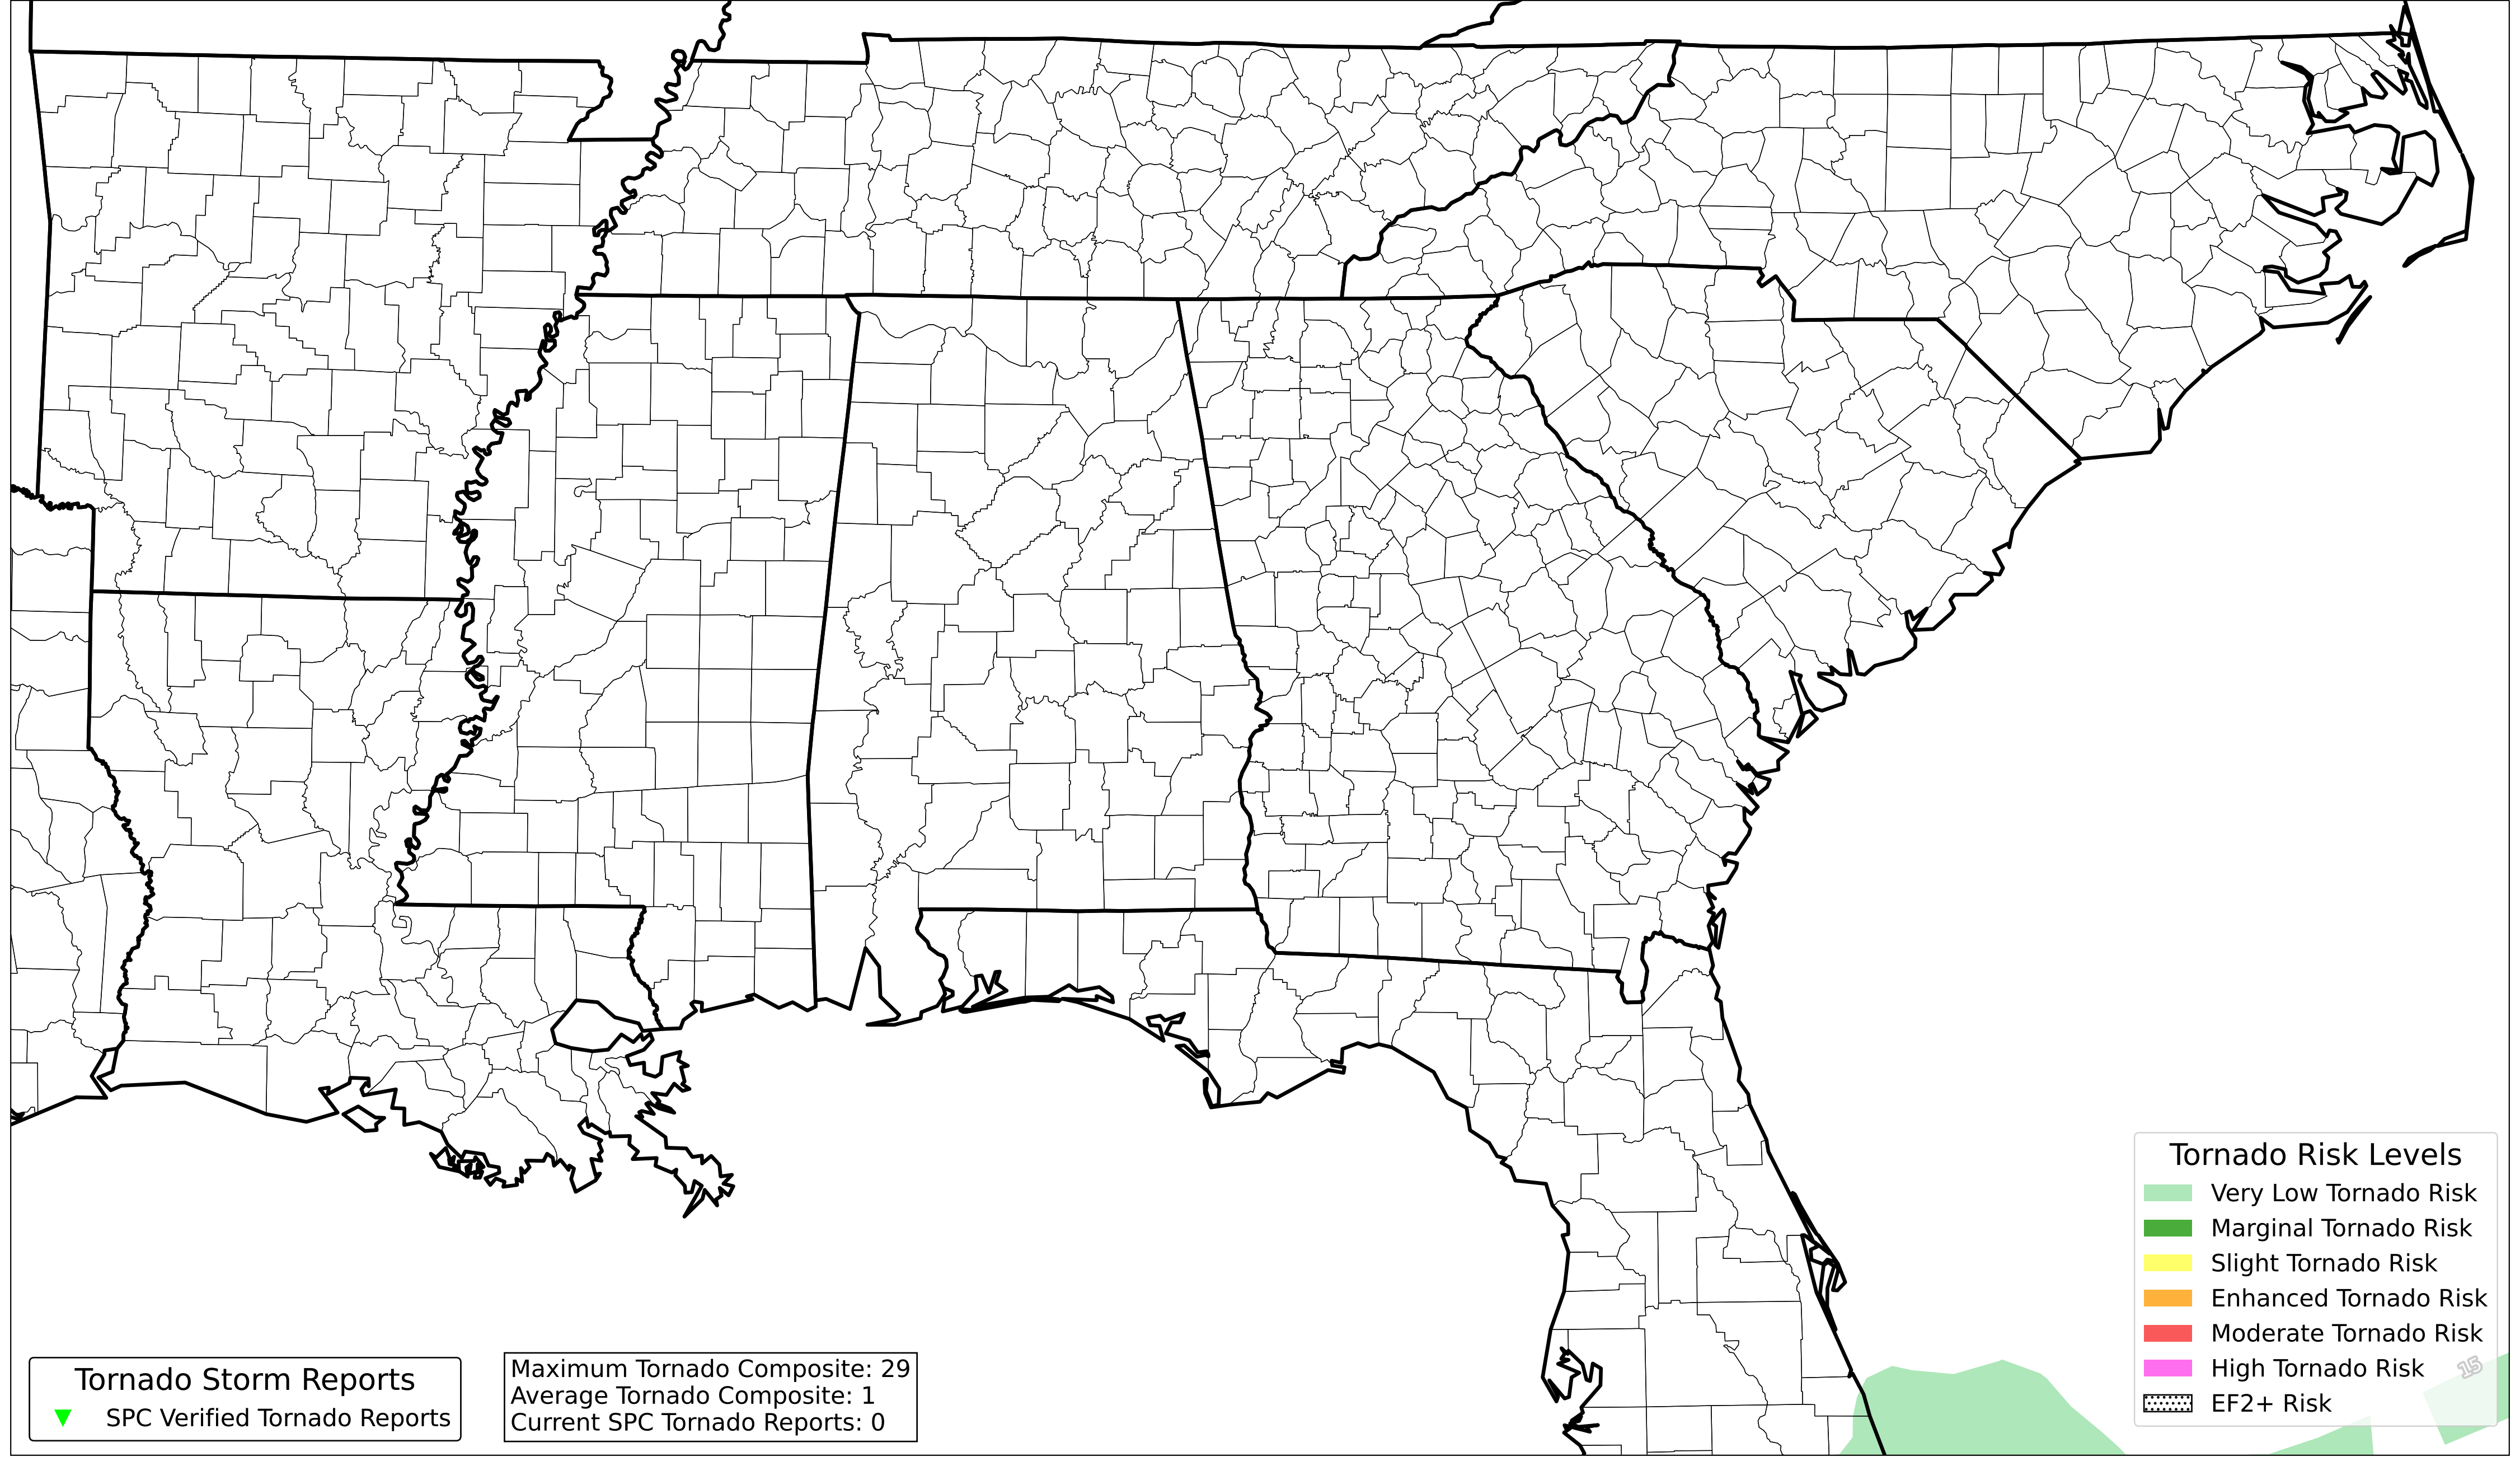 Tornado Risk Levels
Very Low Tornado Risk
Marginal Tornado Risk
Slight Tornado Risk
Enhanced Tornado Risk
Moderate Tornado Risk
High Tornado Risk
EF2+ Risk
15
Tornado Storm Reports
SPC Verified Tornado Reports
Maximum Tornado Composite: 29
Average Tornado Composite: 1
Current SPC Tornado Reports: 0